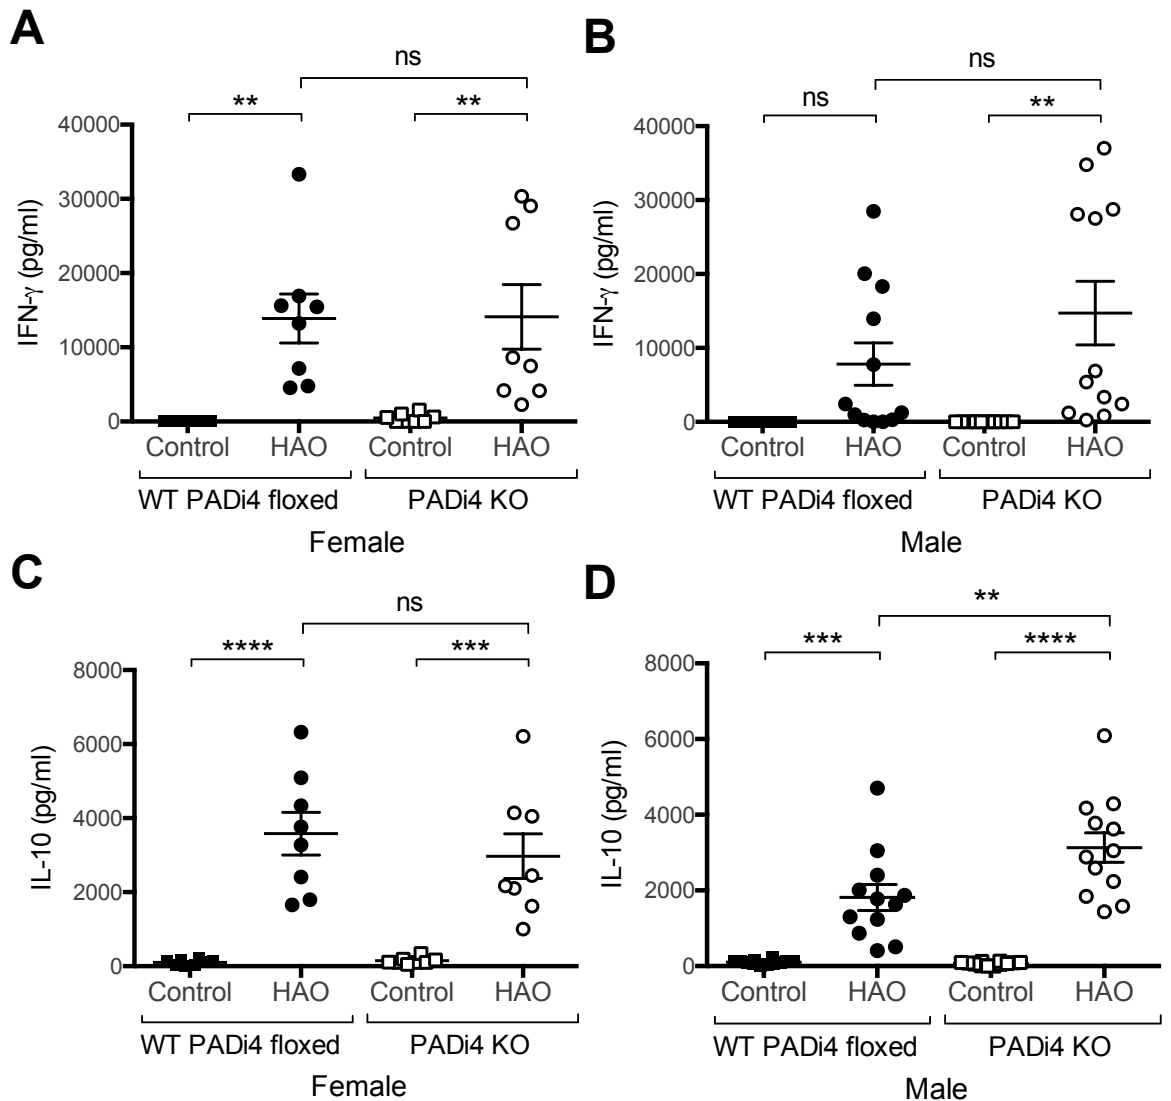 A
ns
**
**
IFN-γ (pg/ml)
40000
30000
20000
10000
0
Control
HAO
Control
HAO
WT PADi4 floxed
PADi4 KO
Female
B
ns
ns
**
IFN-γ (pg/ml)
40000
30000
20000
10000
0
Control
HAO
Control
HAO
WT PADi4 floxed
PADi4 KO
Male
C
ns
****
***
IL-10 (pg/ml)
8000
6000
4000
2000
0
Control
HAO
Control
HAO
WT PADi4 floxed
PADi4 KO
Female
D
**
***
****
IL-10 (pg/ml)
8000
6000
4000
2000
0
Control
HAO
Control
HAO
WT PADi4 floxed
PADi4 KO
Male